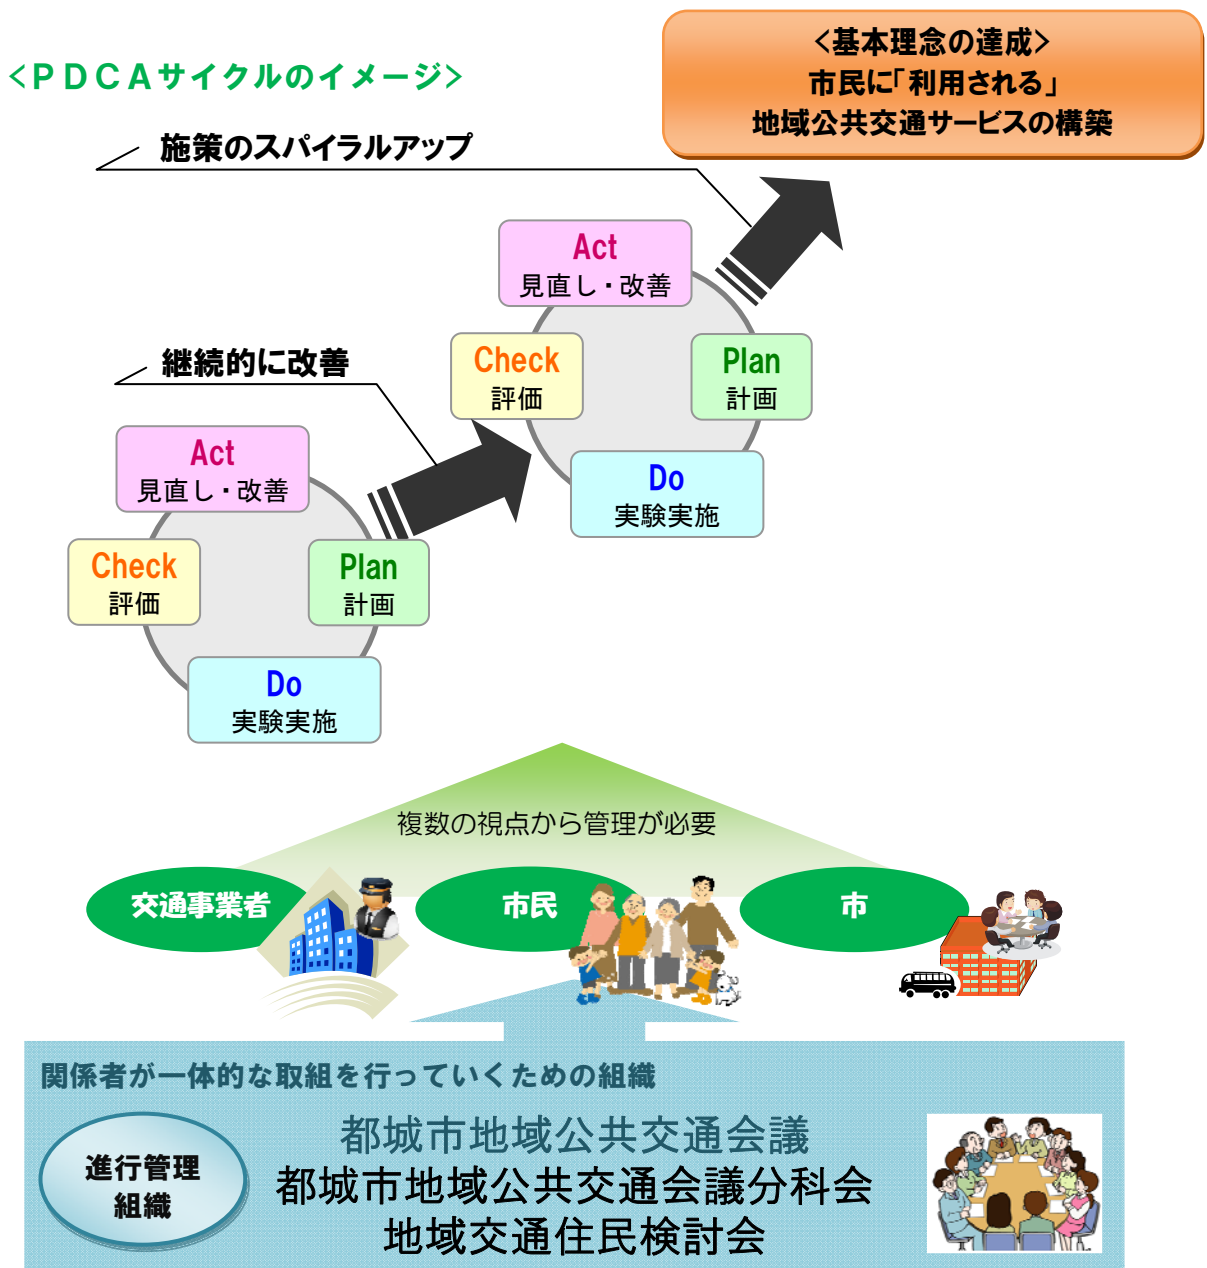 <PDCAサイクルのイメージ>
<基本理念の達成>
市民に「利用される」
地域公共交通サービスの構築
施策のスパイラルアップ
Act
見直し・改善
Check
評価
Plan
計画
Do
実験実施
継続的に改善
Act
見直し・改善
Check
評価
Plan
計画
Do
実験実施
複数の視点から管理が必要
交通事業者
市民
市
関係者が一体的な取組を行っていくための組織
進行管理
組織
都城市地域公共交通会議
都城市地域公共交通会議分科会
地域交通住民検討会